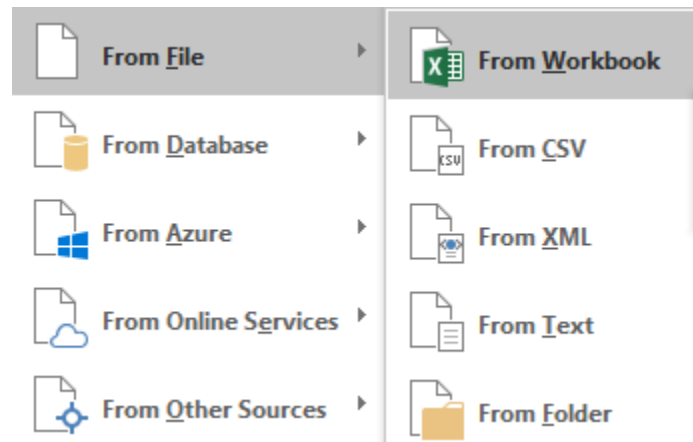 From File
From Database
From Azure
From Online Services
From Other Sources
From Workbook
From CSV
CSV
From XML
From Text
From Folder